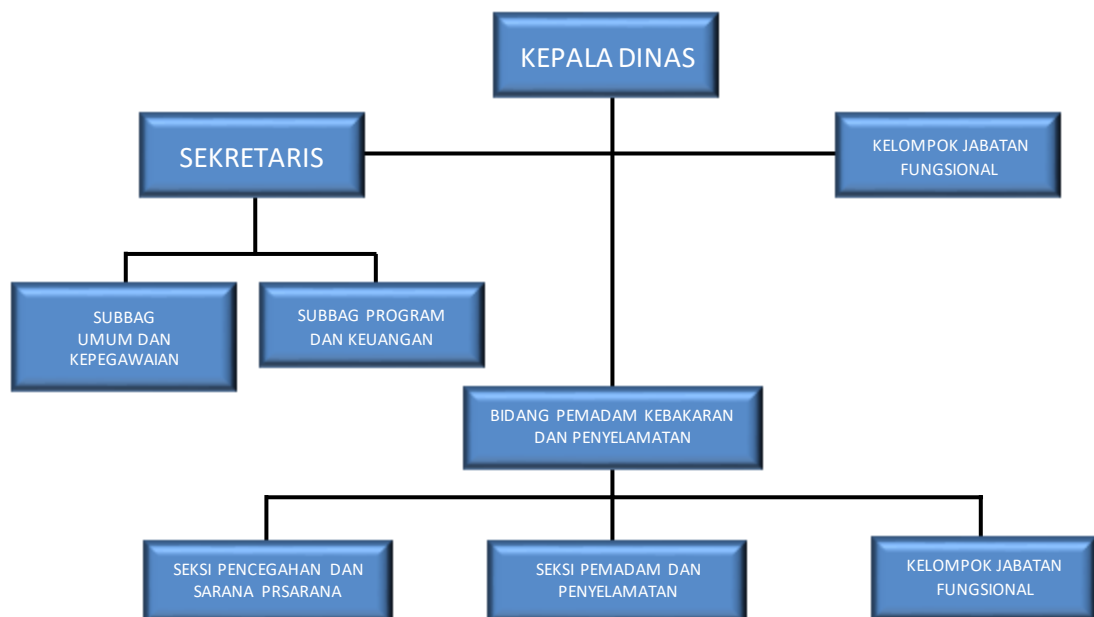 KEPALA DINAS
SEKRETARIS
KELOMPOK JABATAN
FUNGSIONAL
SUBBAG
UMUM DAN
KEPEGAWAIAN
SUBBAG PROGRAM
DAN KEUANGAN
BIDANG PEMADAM KEBAKARAN
DAN PENYELAMATAN
SEKSI PENCEGAHAN DAN
SARANA PRSARANA
SEKSI PEMADAM DAN
PENYELAMATAN
KELOMPOK JABATAN
FUNGSIONAL